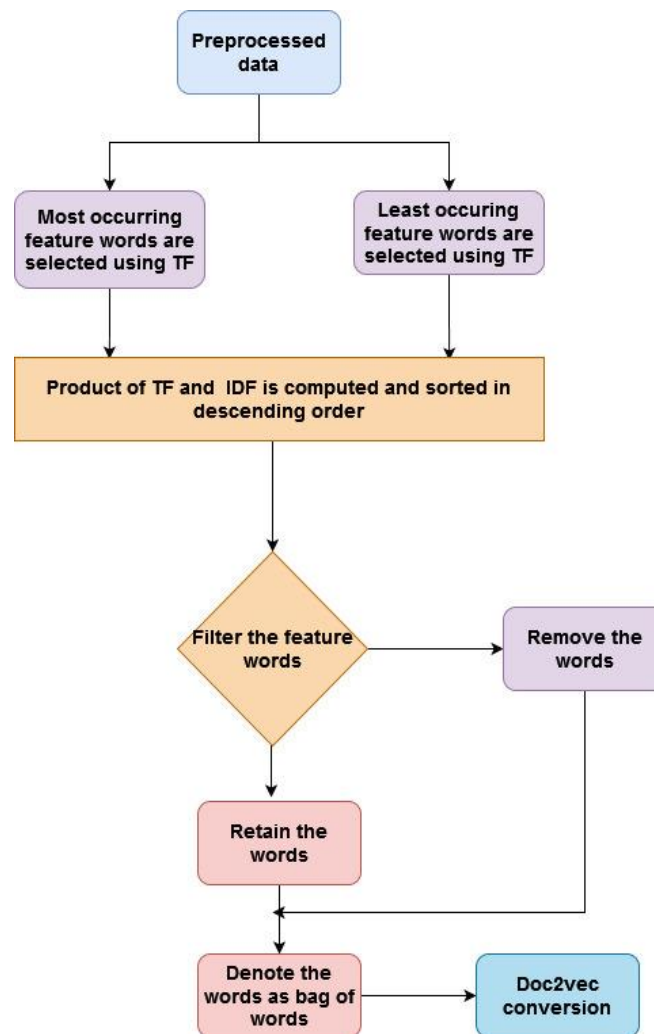 Preprocessed
data
Most occurring
feature words are
selected using TF
Least occuring
feature words are
selected using TF
Product of TF and IDF is computed and sorted in
descending order
Filter the feature
words
Remove the
words
Retain the
words
Denote the
words as bag of
words
Doc2vec
conversion